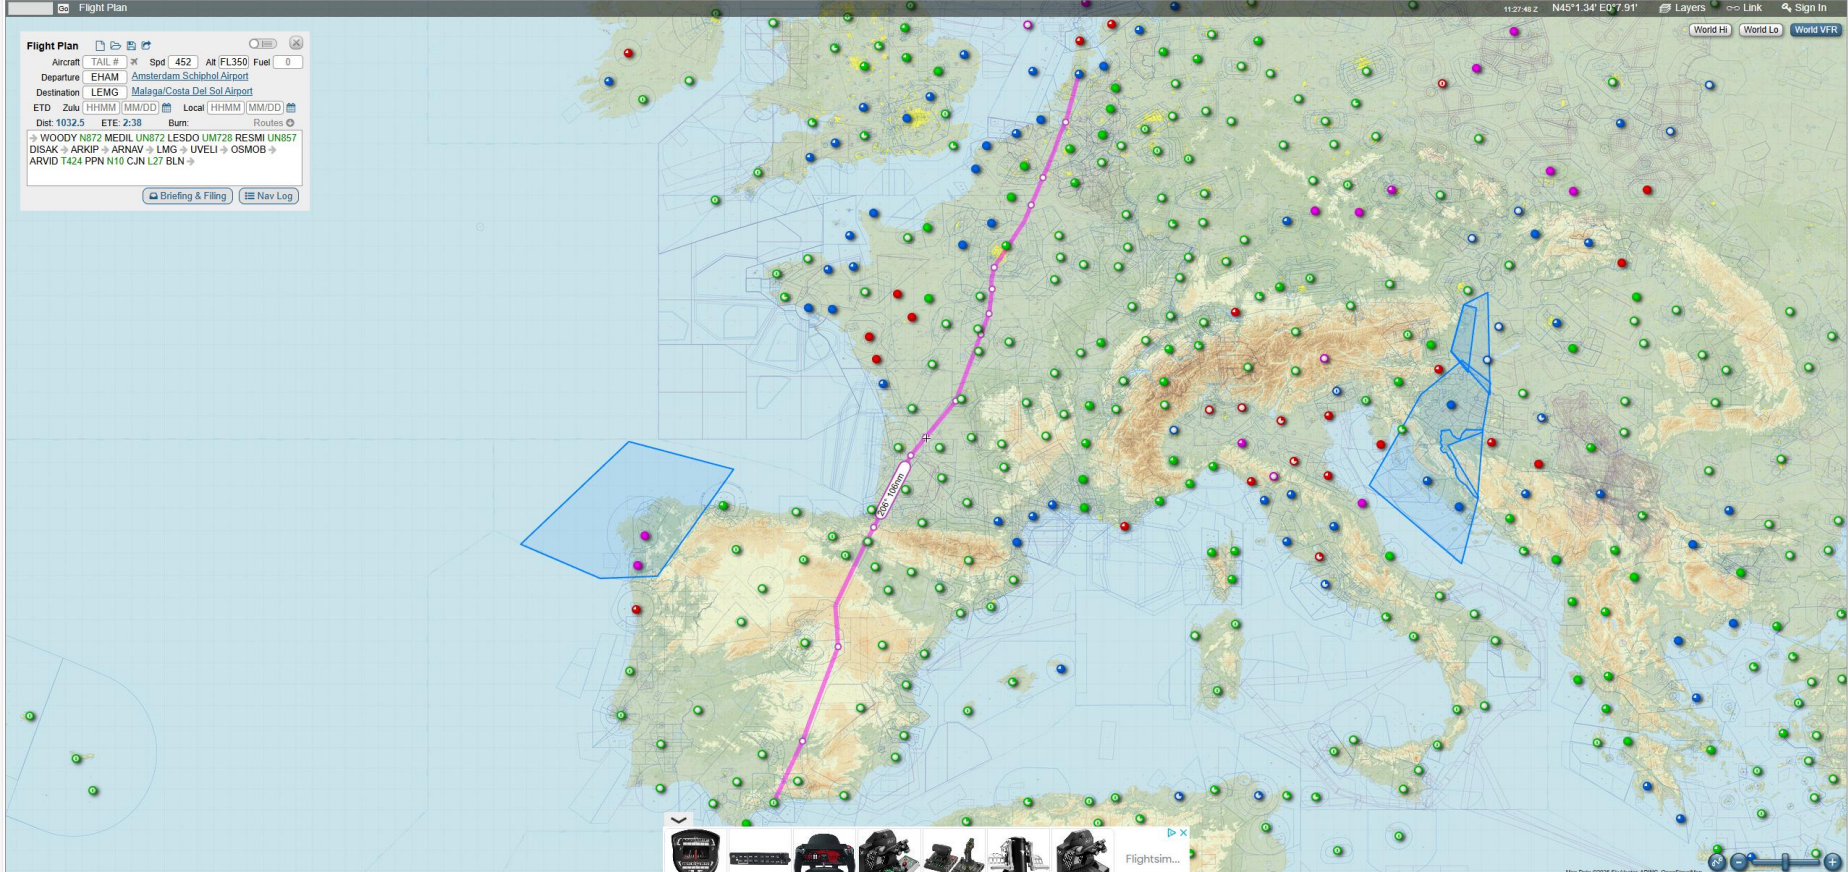 Go Flight Plan 11:27:48 Z N45°1.34' E0°7.91' Layers Link Sign In
World Hi World Lo World VFR
Flight Plan
Aircraft TAIL # Spd 452 Alt FL350 Fuel 0
Departure EHAM Amsterdam Schiphol Airport
Destination LEMG Malaga/Costa Del Sol Airport
ETD Zulu HHMM MM/DD Local HHMM MM/DD
Dist: 1032.5 ETE: 2:38 Burn: Routes
WOODY N872 MEDIL UN872 LESDO UM728 RESMI UN857
DISAK ARKIP ARNAV LMG UVELI OSMOB
ARVID T424 PPN N10 CJN L27 BLN
Briefing & Filing Nav Log
206° 106nm
Flightsim...